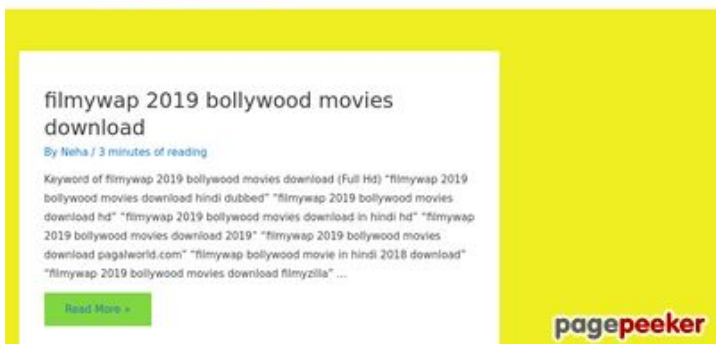 filmywap 2019 bollywood movies
download
By Neha / 3 minutes of reading
Keyword of filmywap 2019 bollywood movies download (Full Hd) “filmywap 2019
bollywood movies download hindi dubbed” “filmywap 2019 bollywood movies
download hd” “filmywap 2019 bollywood movies download in hindi hd” “filmywap
2019 bollywood movies download 2019” “filmywap 2019 bollywood movies
download pagalworld.com” “filmywap bollywood movie in hindi 2018 download”
“filmywap 2019 bollywood movies download filmyzilla” ...
Read More »
pagepeeker